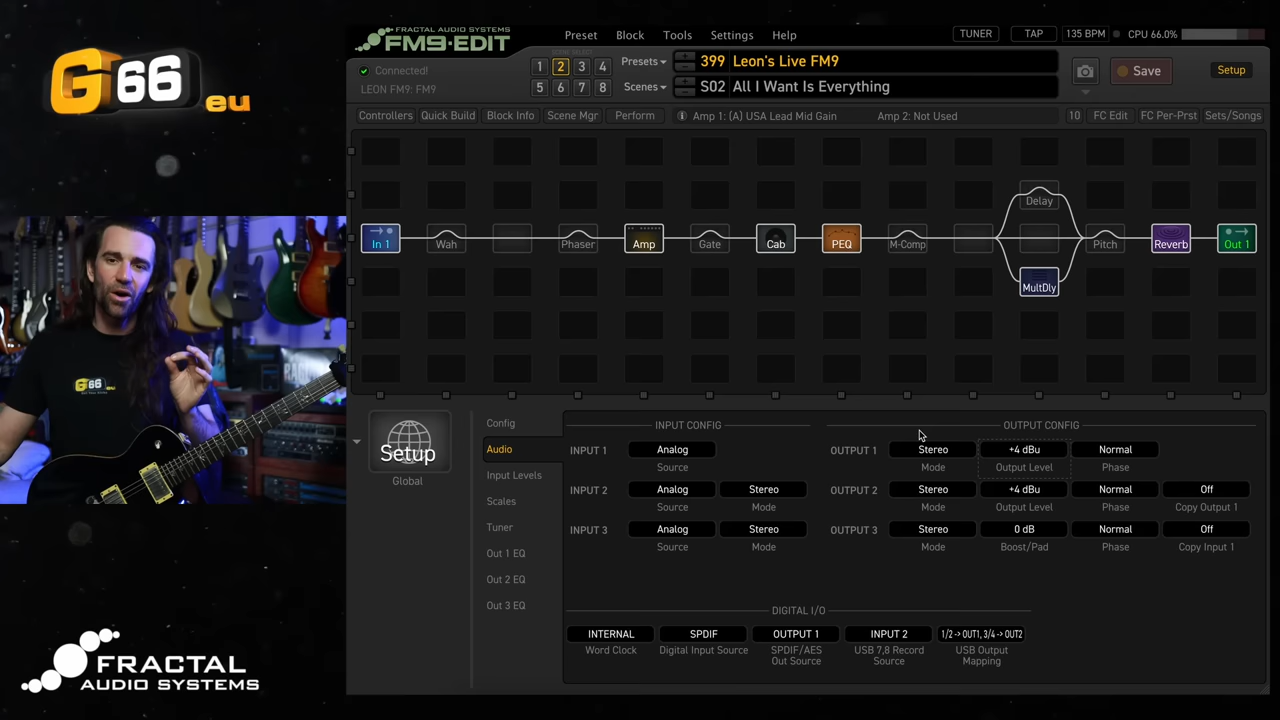 G66
eu
FRACTAL
AUDIO SYSTEMS
G66 eu
FRACTAL AUDIO SYSTEMS
FM9-EDIT
Preset
Block
Tools
Settings
Help
TUNER
TAP
135 BPM
CPU 66.0%
Connected!
LEON FM9: FM9
SCENE SELECT
1 2 3 4
5 6 7 8
Presets
Scenes
399 Leon's Live FM9
S02 All I Want Is Everything
Save
Setup
Controllers
Quick Build
Block Info
Scene Mgr
Perform
Amp 1: (A) USA Lead Mid Gain
Amp 2: Not Used
10
FC Edit
FC Per-Prst
Sets/Songs
Delay
In 1
Wah
Phaser
Amp
Gate
Cab
PEQ
M-Comp
Pitch
Reverb
Out 1
MultDly
Setup
Global
Config
Audio
Input Levels
Scales
Tuner
Out 1 EQ
Out 2 EQ
Out 3 EQ
INPUT CONFIG
INPUT 1
Analog
Source
INPUT 2
Analog
Stereo
Source
Mode
INPUT 3
Analog
Stereo
Source
Mode
OUTPUT CONFIG
OUTPUT 1
Stereo
+4 dBu
Normal
Mode
Output Level
Phase
OUTPUT 2
Stereo
+4 dBu
Normal
Off
Mode
Output Level
Phase
Copy Output 1
OUTPUT 3
Stereo
0 dB
Normal
Off
Mode
Boost/Pad
Phase
Copy Input 1
DIGITAL I/O
INTERNAL
SPDIF
OUTPUT 1
INPUT 2
1/2 -> OUT1, 3/4 -> OUT2
Word Clock
Digital Input Source
SPDIF/AES
Out Source
USB 7,8 Record
Source
USB Output
Mapping